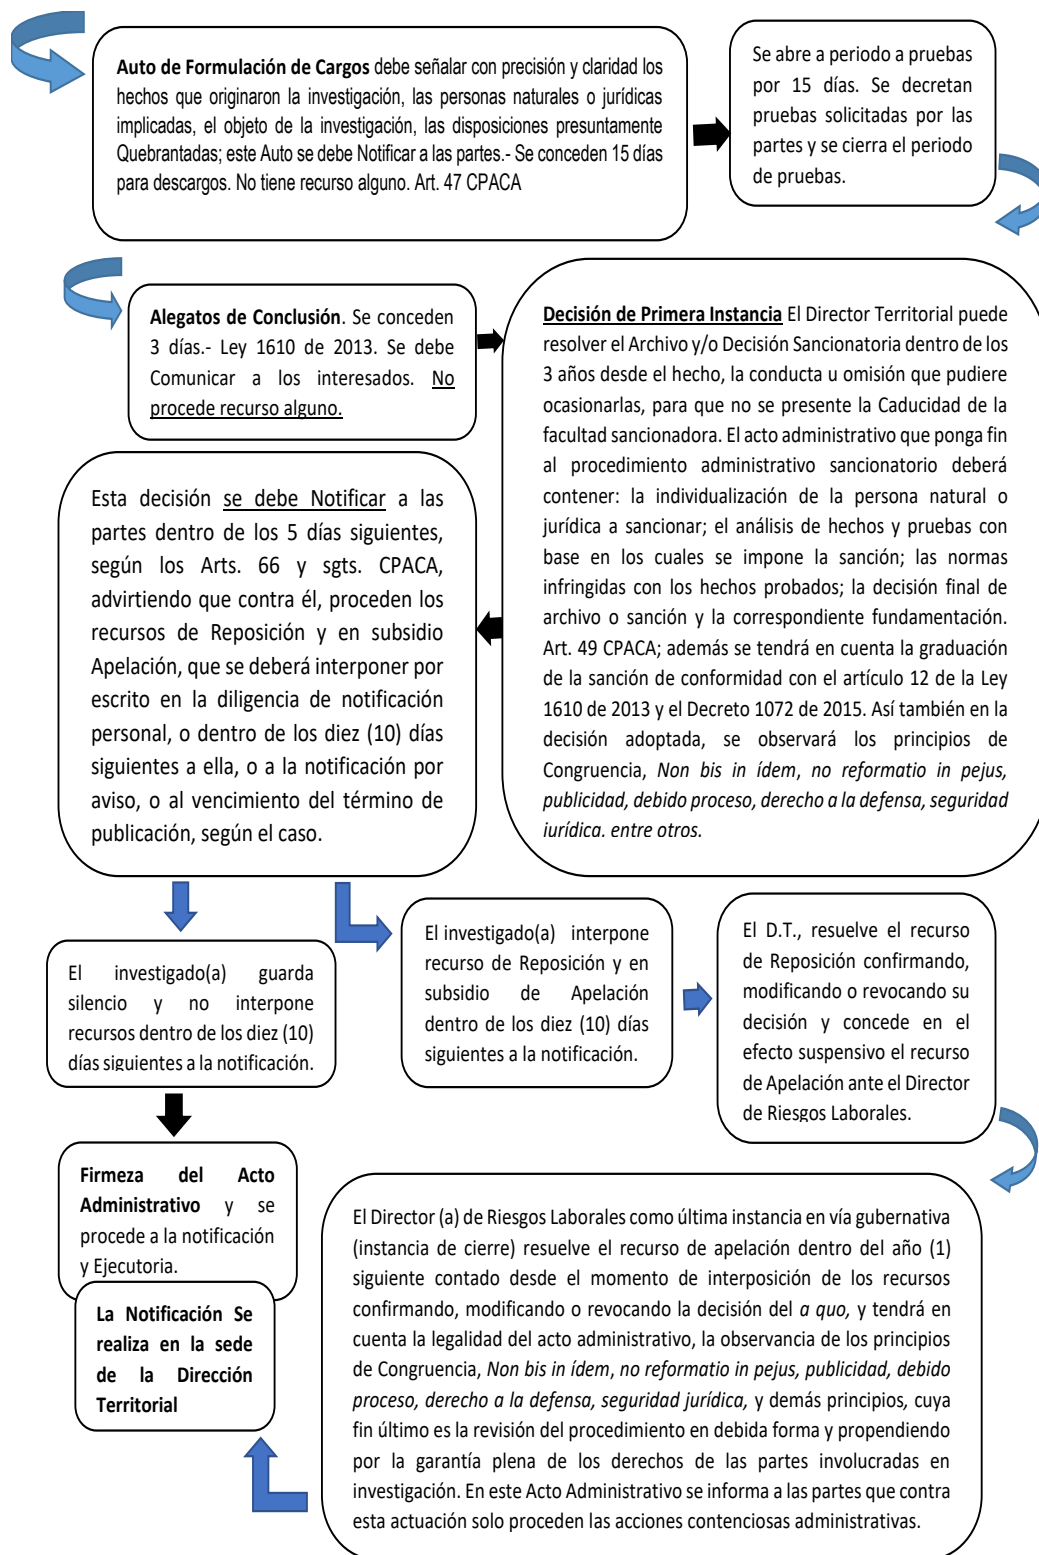 Auto de Formulación de Cargos debe señalar con precisión y claridad los
hechos que originaron la investigación, las personas naturales o jurídicas
implicadas, el objeto de la investigación, las disposiciones presuntamente
Quebrantadas; este Auto se debe Notificar a las partes.- Se conceden 15 días
para descargos. No tiene recurso alguno. Art. 47 CPACA
Se abre a periodo a pruebas
por 15 días. Se decretan
pruebas solicitadas por las
partes y se cierra el periodo
de pruebas.
Alegatos de Conclusión. Se conceden
3 días.- Ley 1610 de 2013. Se debe
Comunicar a los interesados. No
procede recurso alguno.
Decisión de Primera Instancia El Director Territorial puede
resolver el Archivo y/o Decisión Sancionatoria dentro de los
3 años desde el hecho, la conducta u omisión que pudiere
ocasionarlas, para que no se presente la Caducidad de la
facultad sancionadora. El acto administrativo que ponga fin
al procedimiento administrativo sancionatorio deberá
contener: la individualización de la persona natural o
jurídica a sancionar; el análisis de hechos y pruebas con
base en los cuales se impone la sanción; las normas
infringidas con los hechos probados; la decisión final de
archivo o sanción y la correspondiente fundamentación.
Art. 49 CPACA; además se tendrá en cuenta la graduación
de la sanción de conformidad con el artículo 12 de la Ley
1610 de 2013 y el Decreto 1072 de 2015. Así también en la
decisión adoptada, se observará los principios de
Congruencia, Non bis in ídem, no reformatio in pejus,
publicidad, debido proceso, derecho a la defensa, seguridad
jurídica. entre otros.
Esta decisión se debe Notificar a las
partes dentro de los 5 días siguientes,
según los Arts. 66 y sgts. CPACA,
advirtiendo que contra él, proceden los
recursos de Reposición y en subsidio
Apelación, que se deberá interponer por
escrito en la diligencia de notificación
personal, o dentro de los diez (10) días
siguientes a ella, o a la notificación por
aviso, o al vencimiento del término de
publicación, según el caso.
El investigado(a) guarda
silencio y no interpone
recursos dentro de los diez (10)
días siguientes a la notificación.
El investigado(a) interpone
recurso de Reposición y en
subsidio de Apelación
dentro de los diez (10) días
siguientes a la notificación.
El D.T., resuelve el recurso
de Reposición confirmando,
modificando o revocando su
decisión y concede en el
efecto suspensivo el recurso
de Apelación ante el Director
de Riesgos Laborales.
Firmeza del Acto
Administrativo y se
procede a la notificación
y Ejecutoria.
La Notificación Se
realiza en la sede
de la Dirección
Territorial
El Director (a) de Riesgos Laborales como última instancia en vía gubernativa
(instancia de cierre) resuelve el recurso de apelación dentro del año (1)
siguiente contado desde el momento de interposición de los recursos
confirmando, modificando o revocando la decisión del a quo, y tendrá en
cuenta la legalidad del acto administrativo, la observancia de los principios
de Congruencia, Non bis in ídem, no reformatio in pejus, publicidad, debido
proceso, derecho a la defensa, seguridad jurídica, y demás principios, cuya
fin último es la revisión del procedimiento en debida forma y propendiendo
por la garantía plena de los derechos de las partes involucradas en
investigación. En este Acto Administrativo se informa a las partes que contra
esta actuación solo proceden las acciones contenciosas administrativas.